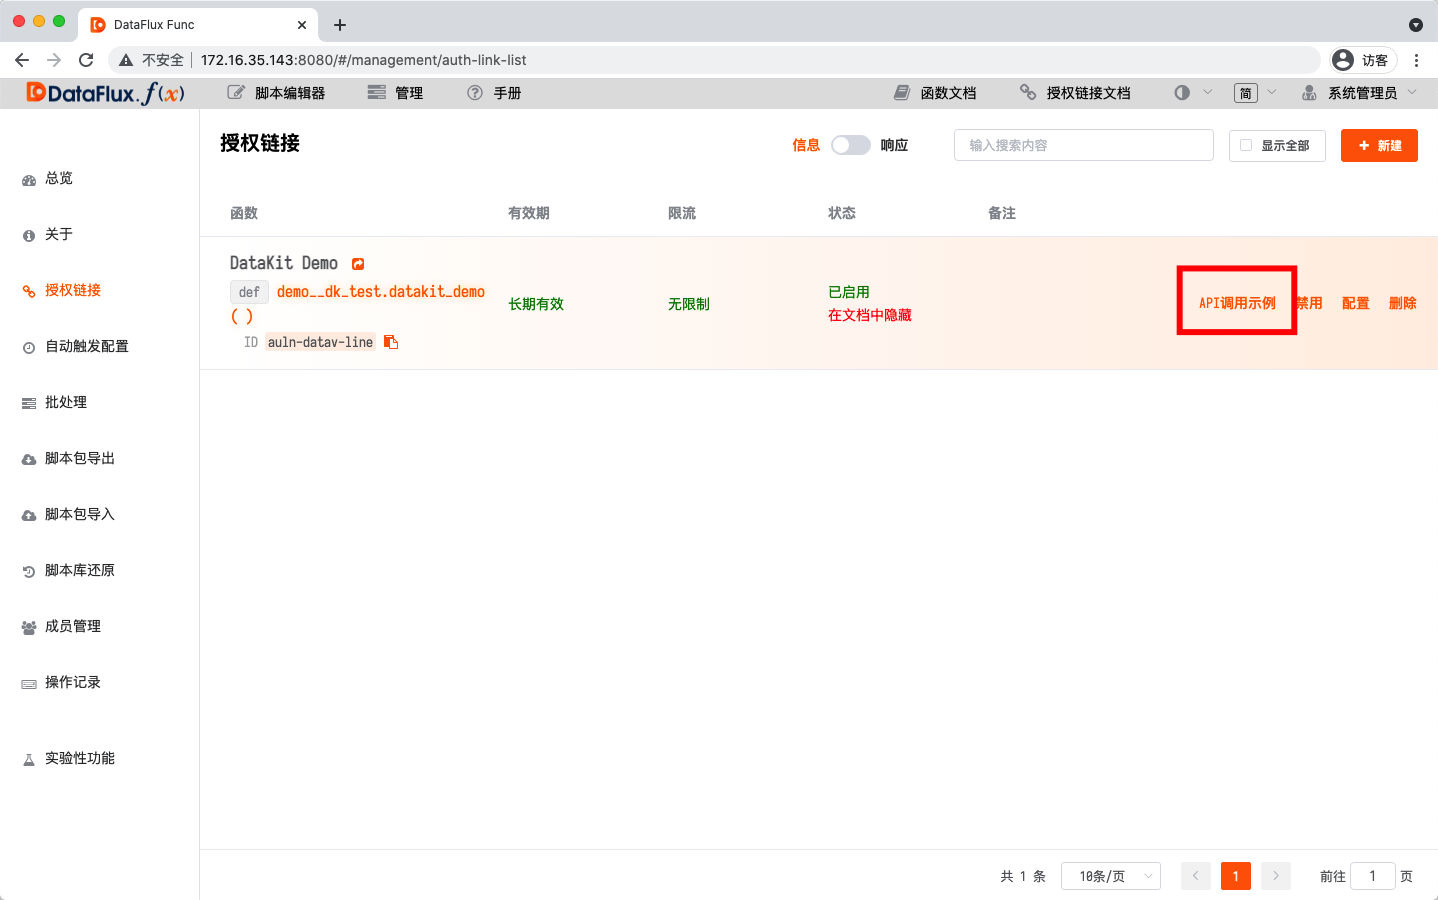 DataFlux Func
不安全 172.16.35.143:8080/#/management/auth-link-list 访客
DataFlux.f(x) 脚本编辑器 管理 手册 函数文档 授权链接文档 简 系统管理员
授权链接 信息 响应 输入搜索内容 显示全部 新建
总览
关于
授权链接
自动触发配置
批处理
脚本包导出
脚本包导入
脚本库还原
成员管理
操作记录
实验性功能
函数 有效期 限流 状态 备注
DataKit Demo
def demo__dk_test.datakit_demo
()
ID auln-datav-line
长期有效 无限制 已启用
在文档中隐藏
API调用示例 禁用 配置 删除
共 1 条 10条/页 1 前往 1 页